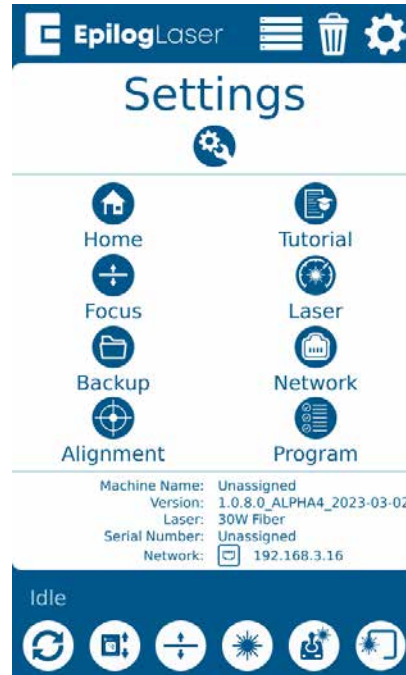 EpilogLaser
Settings
Home Tutorial
Focus Laser
Backup Network
Alignment Program
Machine Name: Unassigned
Version: 1.0.8.0_ALPHA4_2023-03-02
Laser: 30W Fiber
Serial Number: Unassigned
Network: 192.168.3.16
Idle